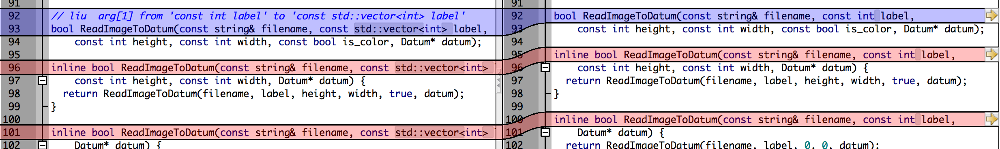 91
92 // liu  arg[1] from 'const int label' to 'const std::vector<int> label'
93 bool ReadImageToDatum(const string& filename, const std::vector<int> label,
94     const int height, const int width, const bool is_color, Datum* datum);
95
96 inline bool ReadImageToDatum(const string& filename, const std::vector<int>
97     const int height, const int width, Datum* datum) {
98   return ReadImageToDatum(filename, label, height, width, true, datum);
99 }
100
101 inline bool ReadImageToDatum(const string& filename, const std::vector<int>
102     Datum* datum) {
91
92 bool ReadImageToDatum(const string& filename, const int label,
93     const int height, const int width, const bool is_color, Datum* datum);
94
95 inline bool ReadImageToDatum(const string& filename, const int label,
96     const int height, const int width, Datum* datum) {
97   return ReadImageToDatum(filename, label, height, width, true, datum);
98 }
99
100 inline bool ReadImageToDatum(const string& filename, const int label,
101     Datum* datum) {
102   return ReadImageToDatum(filename, label, 0, 0, datum);